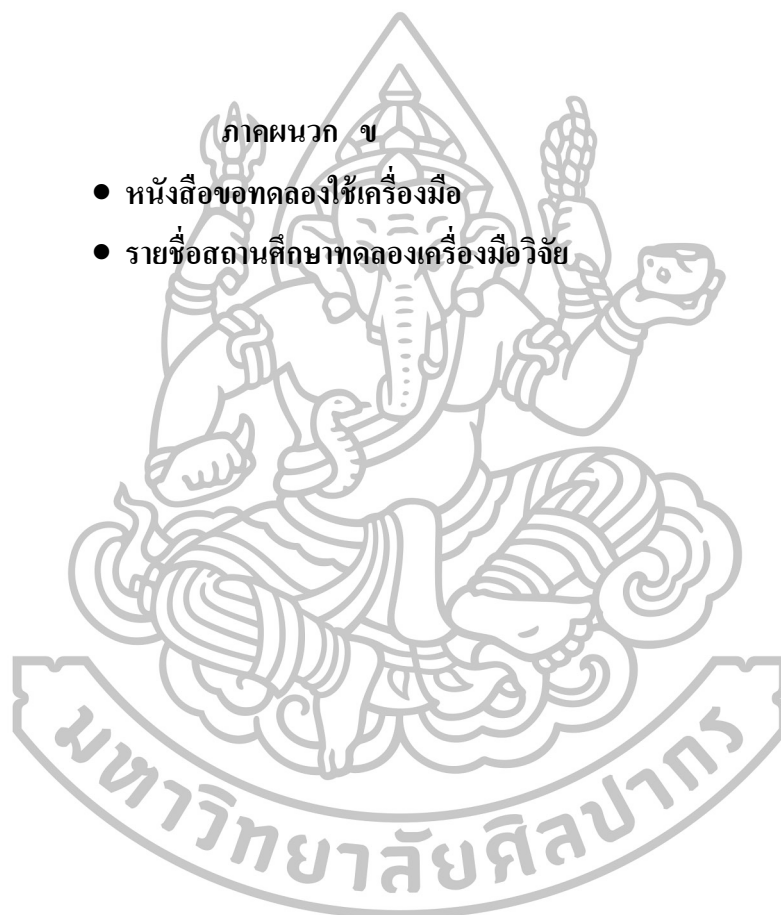 ภาคผนวก ข
● หนังสือขอทดลองใช้เครื่องมือ
● รายชื่อสถานศึกษาทดลองเครื่องมือวิจัย
มหาวิทยาลัยศิลปากร